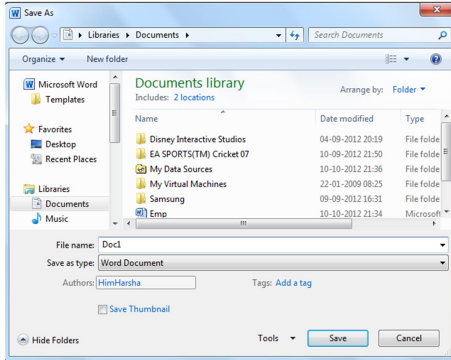 Save As
Libraries Documents
Search Documents
Organize New folder
Microsoft Word
Templates
Favorites
Desktop
Recent Places
Libraries
Documents
Music
Documents library
Includes: 2 locations
Arrange by: Folder
Name Date modified Type
Disney Interactive Studios 04-09-2012 20:19 File folde
EA SPORTS(TM) Cricket 07 10-09-2012 21:50 File folde
My Data Sources 10-10-2012 21:36 File folde
My Virtual Machines 22-01-2009 08:25 File folde
Samsung 09-09-2012 16:31 File folde
Emp 10-10-2012 21:34 Microsoft
File name: Doc1
Save as type: Word Document
Authors: HimHarsha Tags: Add a tag
Save Thumbnail
Hide Folders Tools Save Cancel